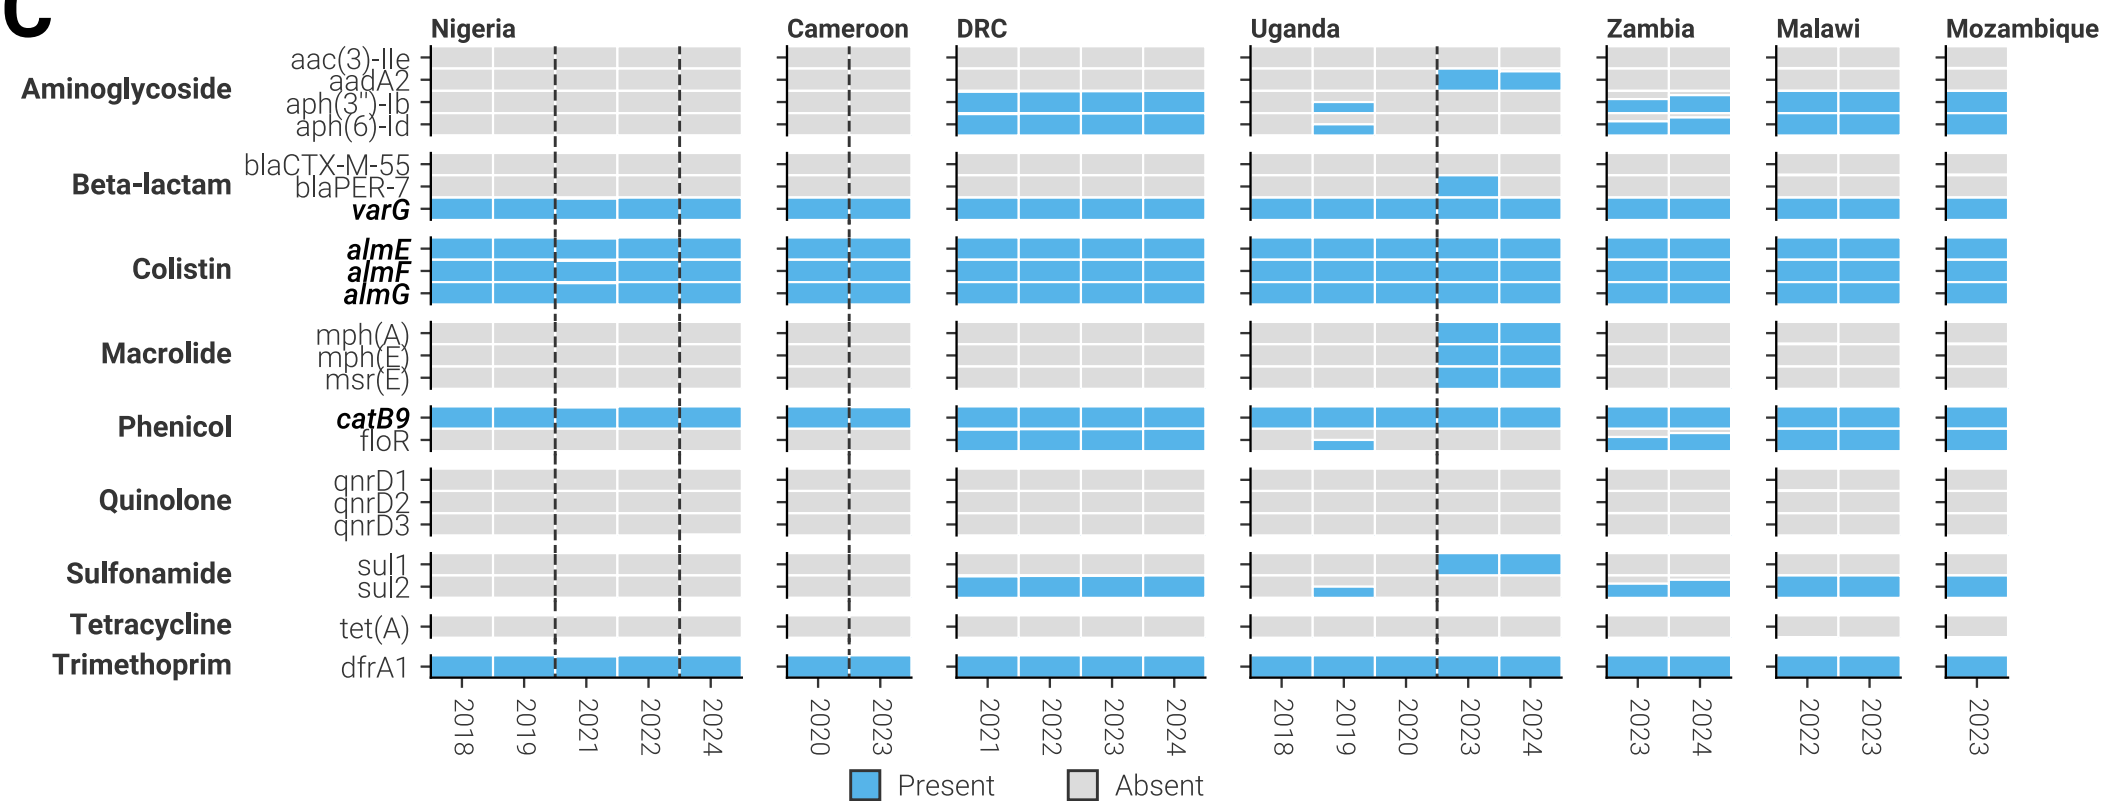 C
Nigeria Cameroon DRC Uganda Zambia Malawi Mozambique
Aminoglycoside
aac(3)-IIe
aadA2
aph(3")-Ib
aph(6)-Id
Beta-lactam
blaCTX-M-55
blaPER-7
varG
Colistin
almE
almF
almG
Macrolide
mph(A)
mph(E)
msr(E)
Phenicol
catB9
floR
Quinolone
qnrD1
qnrD2
qnrD3
Sulfonamide
sul1
sul2
Tetracycline
tet(A)
Trimethoprim
dfrA1
2018 2019 2021 2022 2024 2020 2023 2021 2022 2023 2024 2018 2019 2020 2023 2024 2023 2024 2022 2023 2023
Present Absent